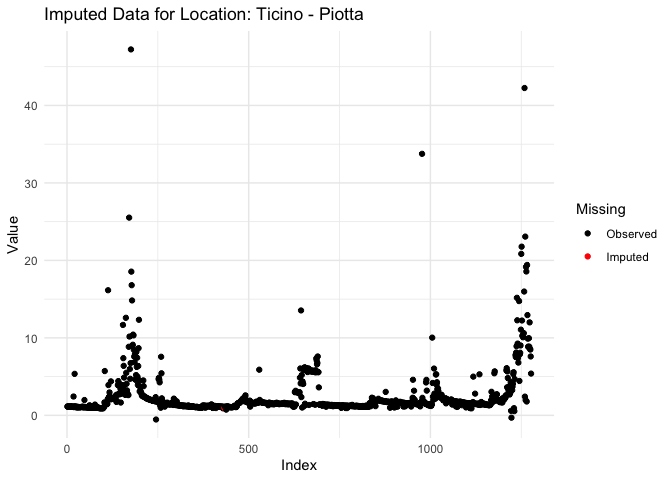 Imputed Data for Location: Ticino - Piotta
40
30
20
10
0
Value
0
500
1000
Index
Missing
Observed
Imputed